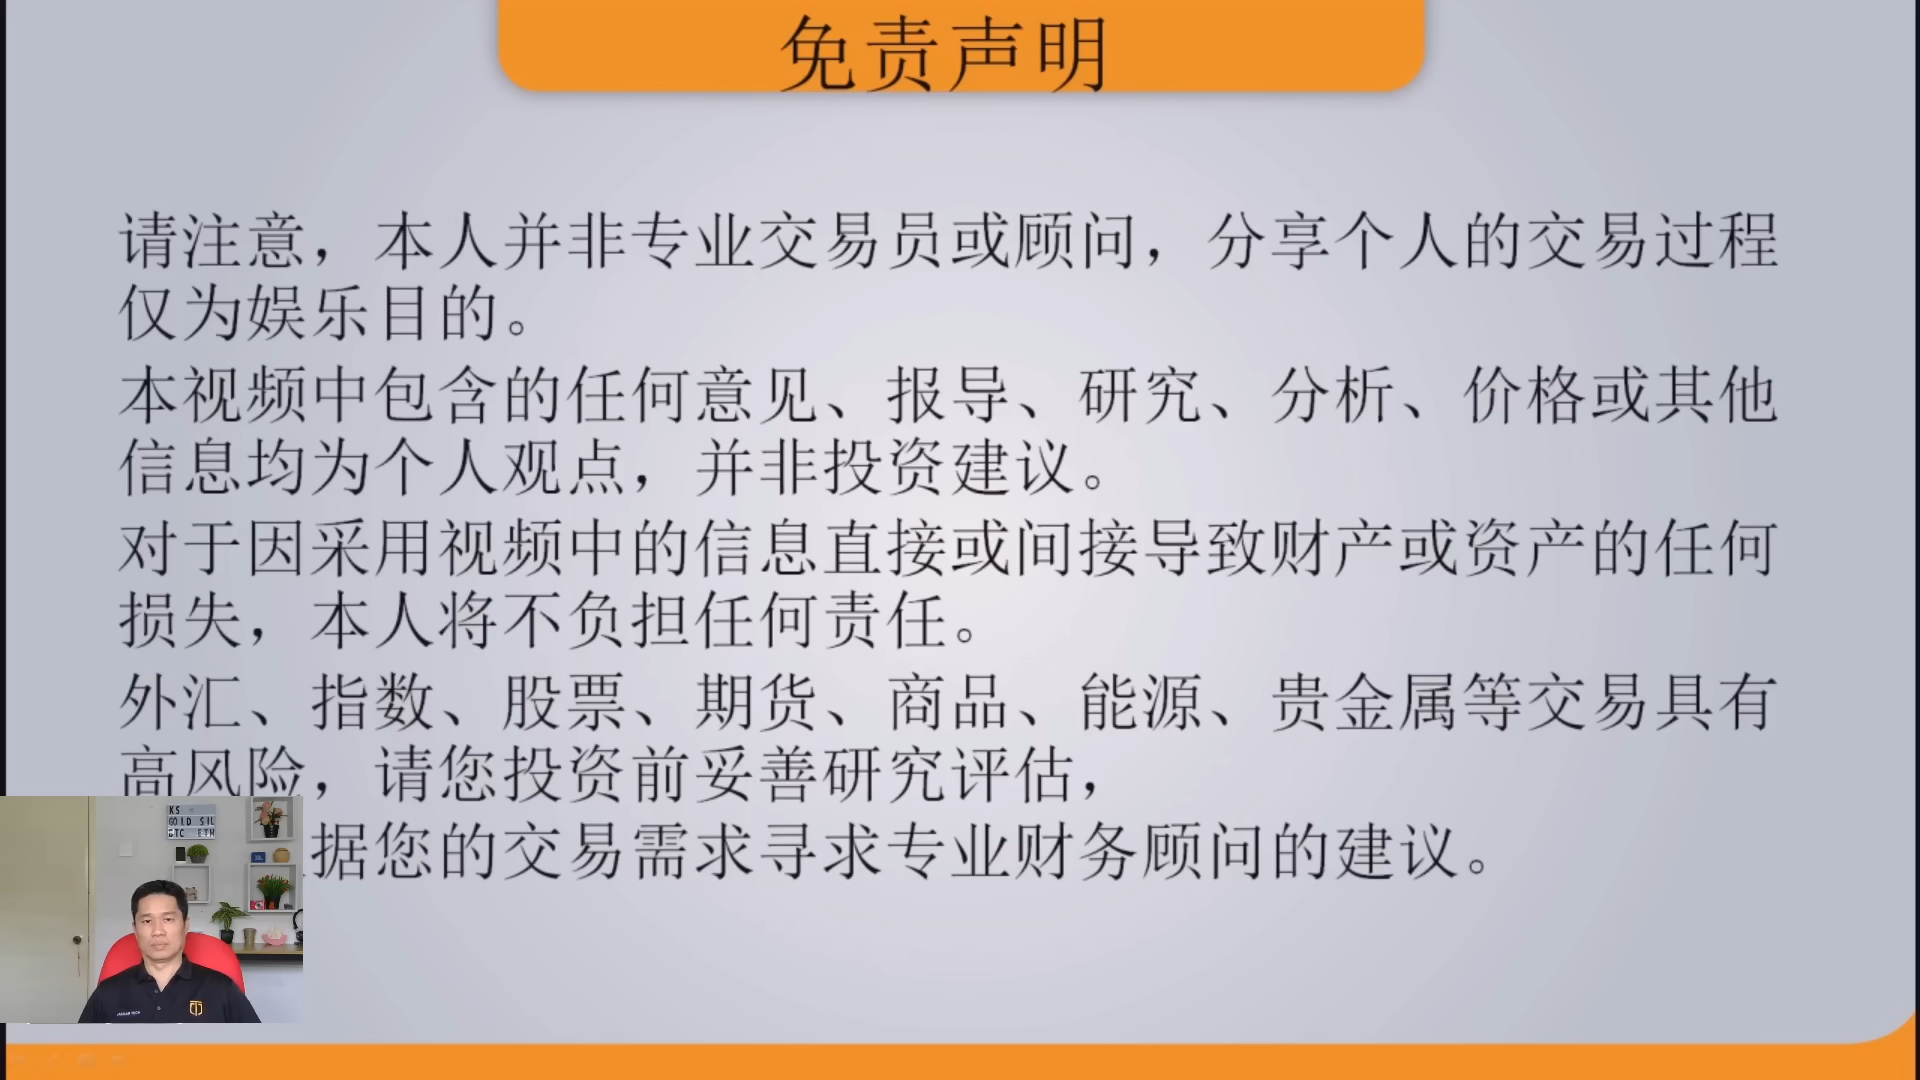 免责声明
请注意，本人并非专业交易员或顾问，分享个人的交易过程
仅为娱乐目的。
本视频中包含的任何意见、报导、研究、分析、价格或其他
信息均为个人观点，并非投资建议。
对于因采用视频中的信息直接或间接导致财产或资产的任何
损失，本人将不负担任何责任。
外汇、指数、股票、期货、商品、能源、贵金属等交易具有
高风险，请您投资前妥善研究评估，
据您的交易需求寻求专业财务顾问的建议。
KS
GOLD SIL
BTC ETH